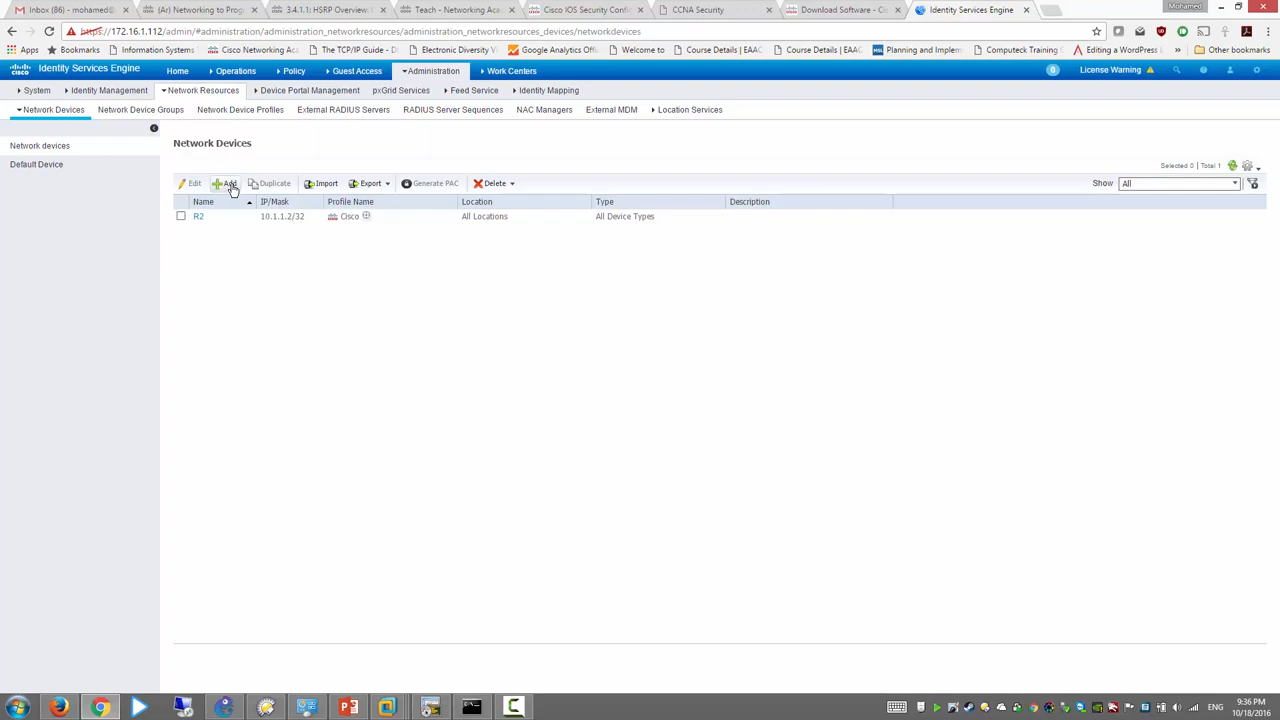 Inbox (86) - mohamed@
(Ar) Networking to Prog
3.4.1.1: HSRP Overview:
Teach - Networking Aca
Cisco IOS Security Confi
CCNA Security
Download Software - Cis
Identity Services Engine
Mohamed
https://172.16.1.112/admin/#administration/administration_networkresources/administration_networkresources_devices/networkdevices
Apps
Bookmarks
Information Systems
Cisco Networking Aca
The TCP/IP Guide -
Electronic Diversity Vi
Google Analytics Offi
Welcome to
Course Details | EAAC
Course Details | EAAC
Planning and Implem
Computeck Training
Editing a WordPress
»
Other bookmarks
CISCO Identity Services Engine
Home
Operations
Policy
Guest Access
Administration
Work Centers
0
License Warning
System
Identity Management
Network Resources
Device Portal Management
pxGrid Services
Feed Service
Identity Mapping
Network Devices
Network Device Groups
Network Device Profiles
External RADIUS Servers
RADIUS Server Sequences
NAC Managers
External MDM
Location Services
Network devices
Default Device
Network Devices
Selected 0 | Total 1
Edit
Add
Duplicate
Import
Export
Generate PAC
Delete
Show
All
Name
IP/Mask
Profile Name
Location
Type
Description
R2
10.1.1.2/32
Cisco
All Locations
All Device Types
ENG
9:36 PM
10/18/2016